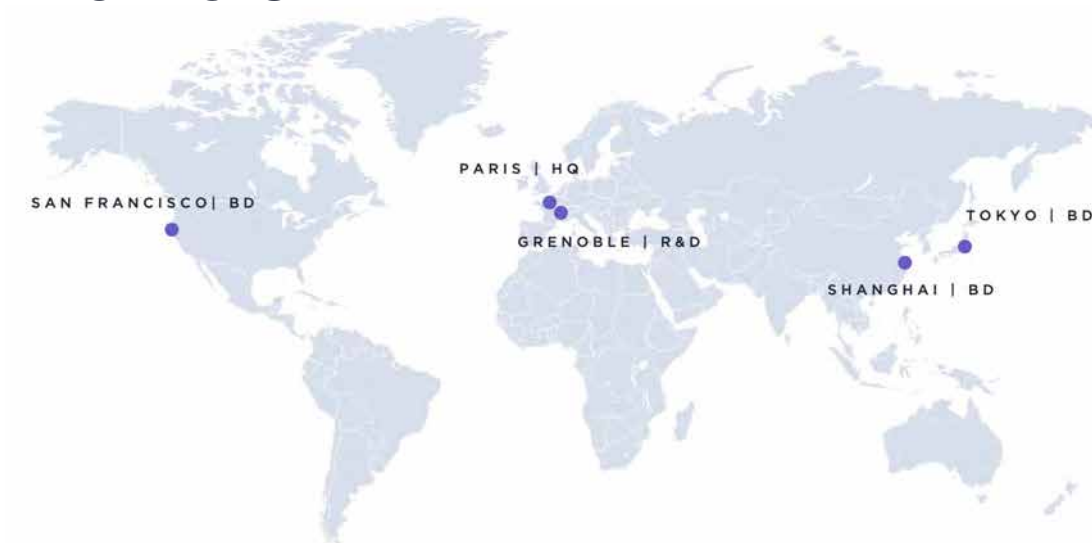 PARIS | HQ
SAN FRANCISCO| BD
TOKYO | BD
GRENOBLE | R&D
SHANGHAI | BD